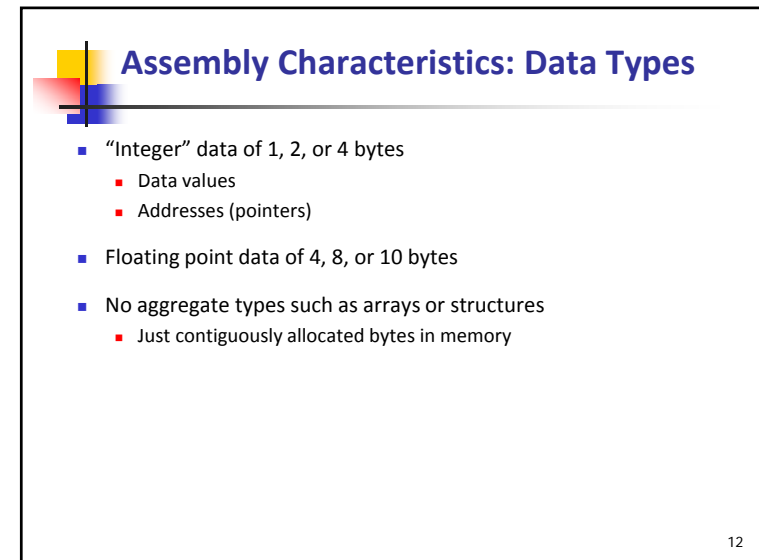 Assembly Characteristics: Data Types
“Integer” data of 1, 2, or 4 bytes
Data values
Addresses (pointers)
Floating point data of 4, 8, or 10 bytes
No aggregate types such as arrays or structures
Just contiguously allocated bytes in memory
12